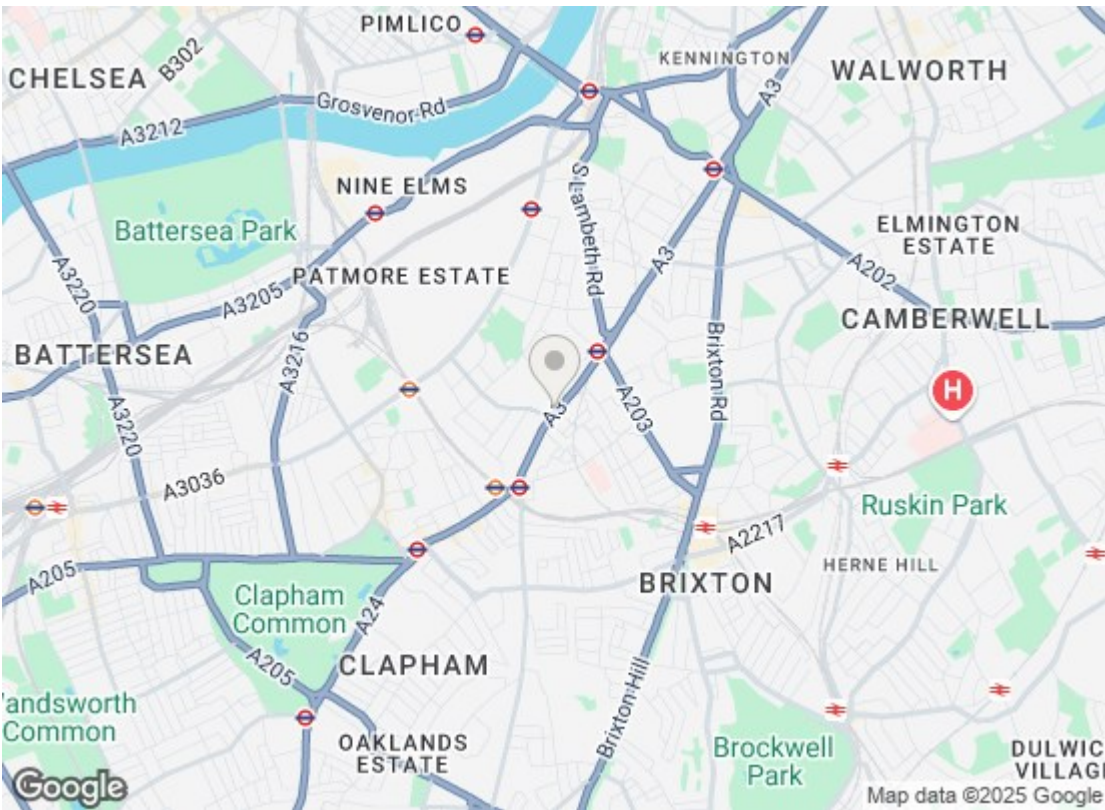 PIMLICO
B302
CHELSEA
KENNINGTON
WALWORTH
A3
Grosvenor Rd
A3212
NINE ELMS
S Lambeth Rd
Battersea Park
ELMINGTON
ESTATE
A3
A202
A3220
PATMORE ESTATE
A3205
CAMBERWELL
BATTERSEA
A3216
Brixton Rd
H
A3
A203
A3220
A3036
Ruskin Park
A2217
HERNE HILL
A205
BRIXTON
Clapham
Common
A24
CLAPHAM
A205
andsworth
Common
Brixton Hill
OAKLANDS
ESTATE
Brockwell
Park
DULWIC
VILLAG
Google
Map data ©2025 Google